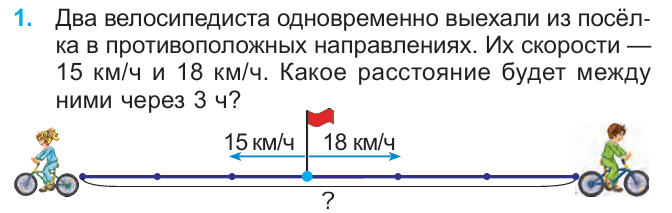 1. Два велосипедиста одновременно выехали из посёл-
ка в противоположных направлениях. Их скорости —
15 км/ч и 18 км/ч. Какое расстояние будет между
ними через 3 ч?
15 км/ч 18 км/ч
?